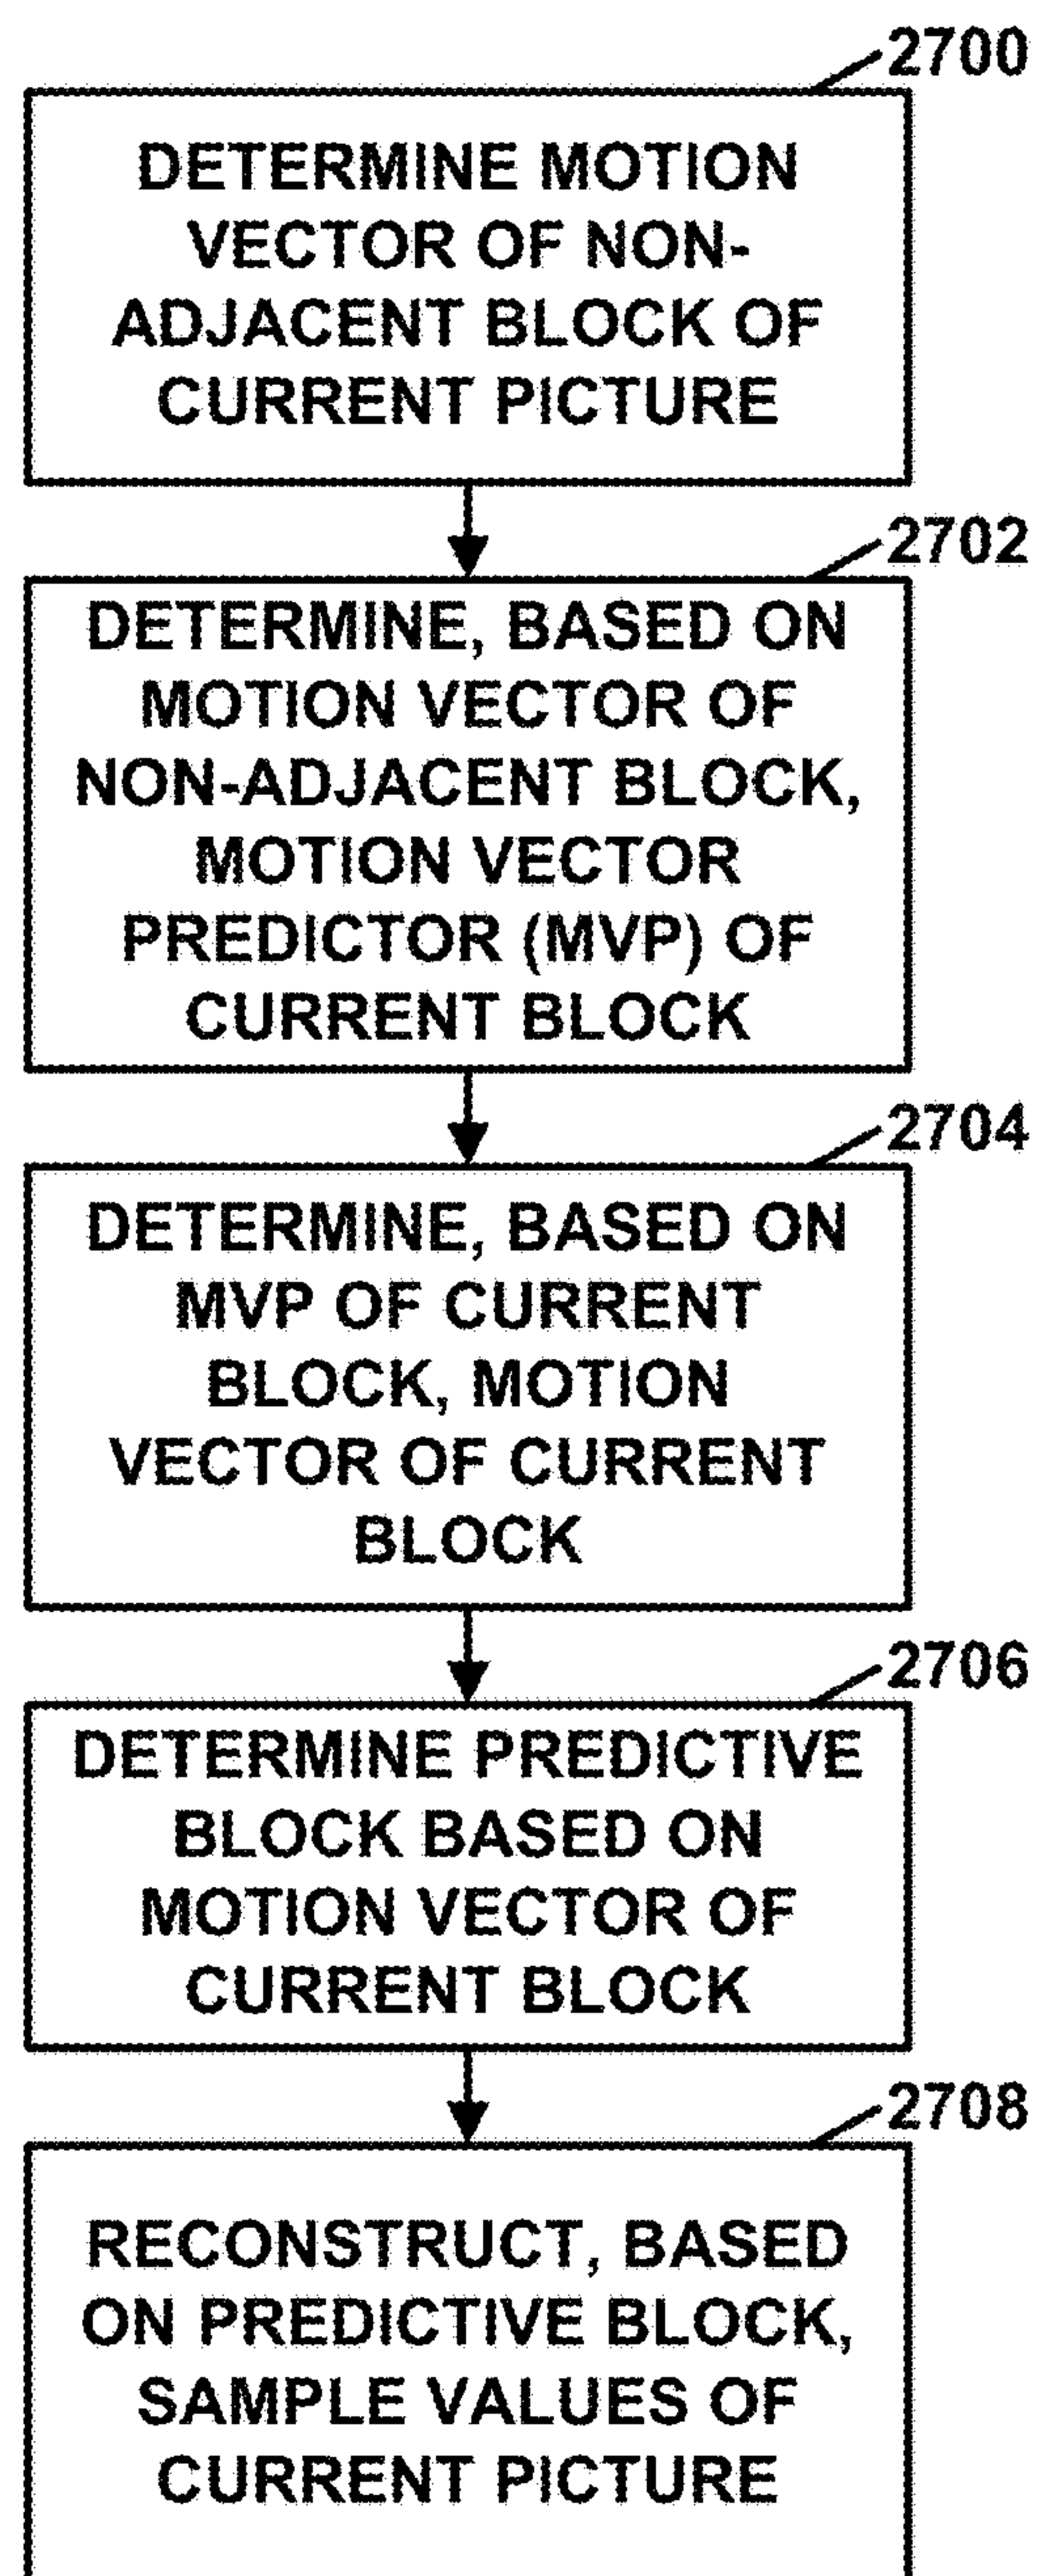 2700
DETERMINE MOTION
VECTOR OF NON-
ADJACENT BLOCK OF
CURRENT PICTURE
2702
DETERMINE, BASED ON
MOTION VECTOR OF
NON-ADJACENT BLOCK,
MOTION VECTOR
PREDICTOR (MVP) OF
CURRENT BLOCK
2704
DETERMINE, BASED ON
MVP OF CURRENT
BLOCK, MOTION
VECTOR OF CURRENT
BLOCK
2706
DETERMINE PREDICTIVE
BLOCK BASED ON
MOTION VECTOR OF
CURRENT BLOCK
2708
RECONSTRUCT, BASED
ON PREDICTIVE BLOCK,
SAMPLE VALUES OF
CURRENT PICTURE